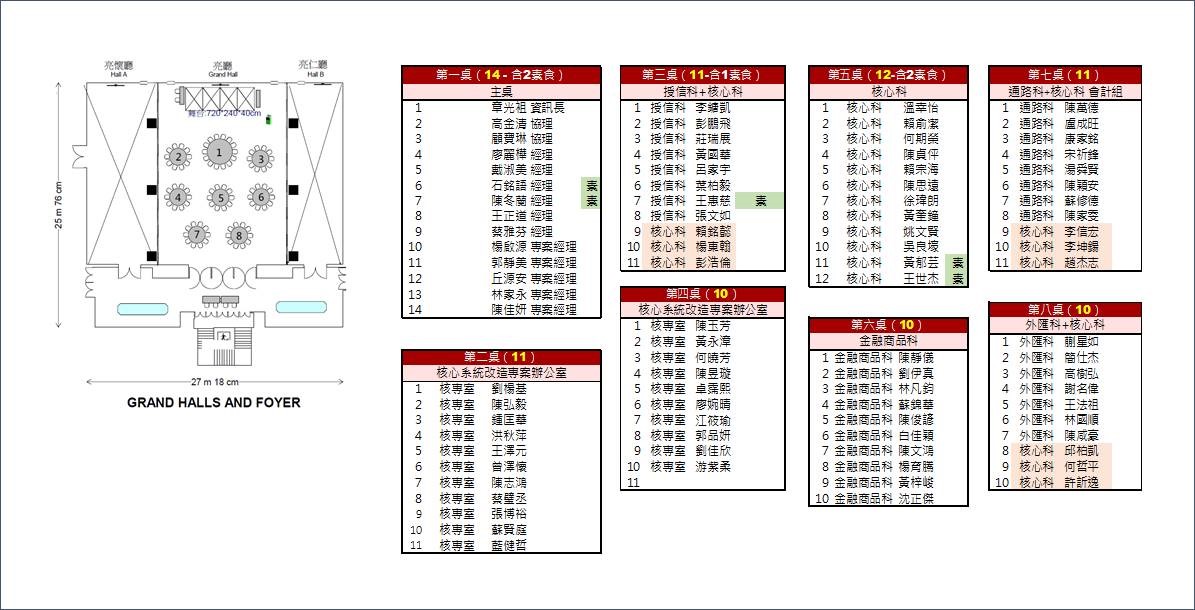 亮懷廳
Hall A
亮廳
Grand Hall
亮仁廳
Hall B
舞台:720*240*40cm
1
2
3
4
5
6
7
8
25 m 76 cm
27 m 18 cm
GRAND HALLS AND FOYER
第一桌（14 - 含2素食）
主桌
1 章光祖 資訊長
2 高金清 協理
3 顧寶琳 協理
4 廖麗樺 經理
5 戴淑美 經理
6 石銘語 經理 素
7 陳冬蘭 經理 素
8 王正道 經理
9 蔡雅芬 經理
10 楊啟源 專案經理
11 郭靜美 專案經理
12 丘源安 專案經理
13 林家永 專案經理
14 陳佳妍 專案經理
第二桌（11）
核心系統改造專案辦公室
1 核專室 劉楊基
2 核專室 陳弘毅
3 核專室 鍾匡華
4 核專室 洪秋萍
5 核專室 王澤元
6 核專室 曾澤懷
7 核專室 陳志鴻
8 核專室 蔡璧丞
9 核專室 張博裕
10 核專室 蘇賢庭
11 核專室 藍健哲
第三桌（11-含1素食）
授信科+核心科
1 授信科 李鏮凱
2 授信科 彭鵬飛
3 授信科 莊瑞展
4 授信科 黃國華
5 授信科 呂家宇
6 授信科 葉柏毅
7 授信科 王惠慈 素
8 授信科 張文如
9 核心科 賴銘懿
10 核心科 楊東翰
11 核心科 彭浩倫
第四桌（10）
核心系統改造專案辦公室
1 核專室 陳玉芳
2 核專室 黃永漳
3 核專室 何曉芳
4 核專室 陳昱璇
5 核專室 卓霈熙
6 核專室 廖婉晴
7 核專室 江筱瑜
8 核專室 郭品妍
9 核專室 劉佳欣
10 核專室 游紫柔
11
第五桌（12-含2素食）
核心科
1 核心科 溫宰怡
2 核心科 賴俞潔
3 核心科 何期榮
4 核心科 陳貞伻
5 核心科 賴宗海
6 核心科 陳思遠
7 核心科 徐瑋朗
8 核心科 黃奎鐘
9 核心科 姚文賢
10 核心科 吳良壕
11 核心科 黃郁芸 素
12 核心科 王世杰 素
第六桌（10）
金融商品科
1 金融商品科 陳靜儀
2 金融商品科 劉伊真
3 金融商品科 林凡鈞
4 金融商品科 蘇錦華
5 金融商品科 陳俊諺
6 金融商品科 白佳穎
7 金融商品科 陳文鴻
8 金融商品科 楊育騰
9 金融商品科 黃梓峻
10 金融商品科 沈正傑
第七桌（11）
通路科+核心科 會計組
1 通路科 陳萬德
2 通路科 盧成旺
3 通路科 康家銘
4 通路科 宋祈鋒
5 通路科 湯舜賢
6 通路科 陳穎安
7 通路科 蘇修德
8 通路科 陳家雯
9 核心科 李信宏
10 核心科 李坤錫
11 核心科 趙杰志
第八桌（10）
外匯科+核心科
1 外匯科 蒯星如
2 外匯科 簡仕杰
3 外匯科 高樹弘
4 外匯科 謝名偉
5 外匯科 王法祖
6 外匯科 林國順
7 外匯科 陳咸豪
8 核心科 邱柏凱
9 核心科 何哲平
10 核心科 許訢逸